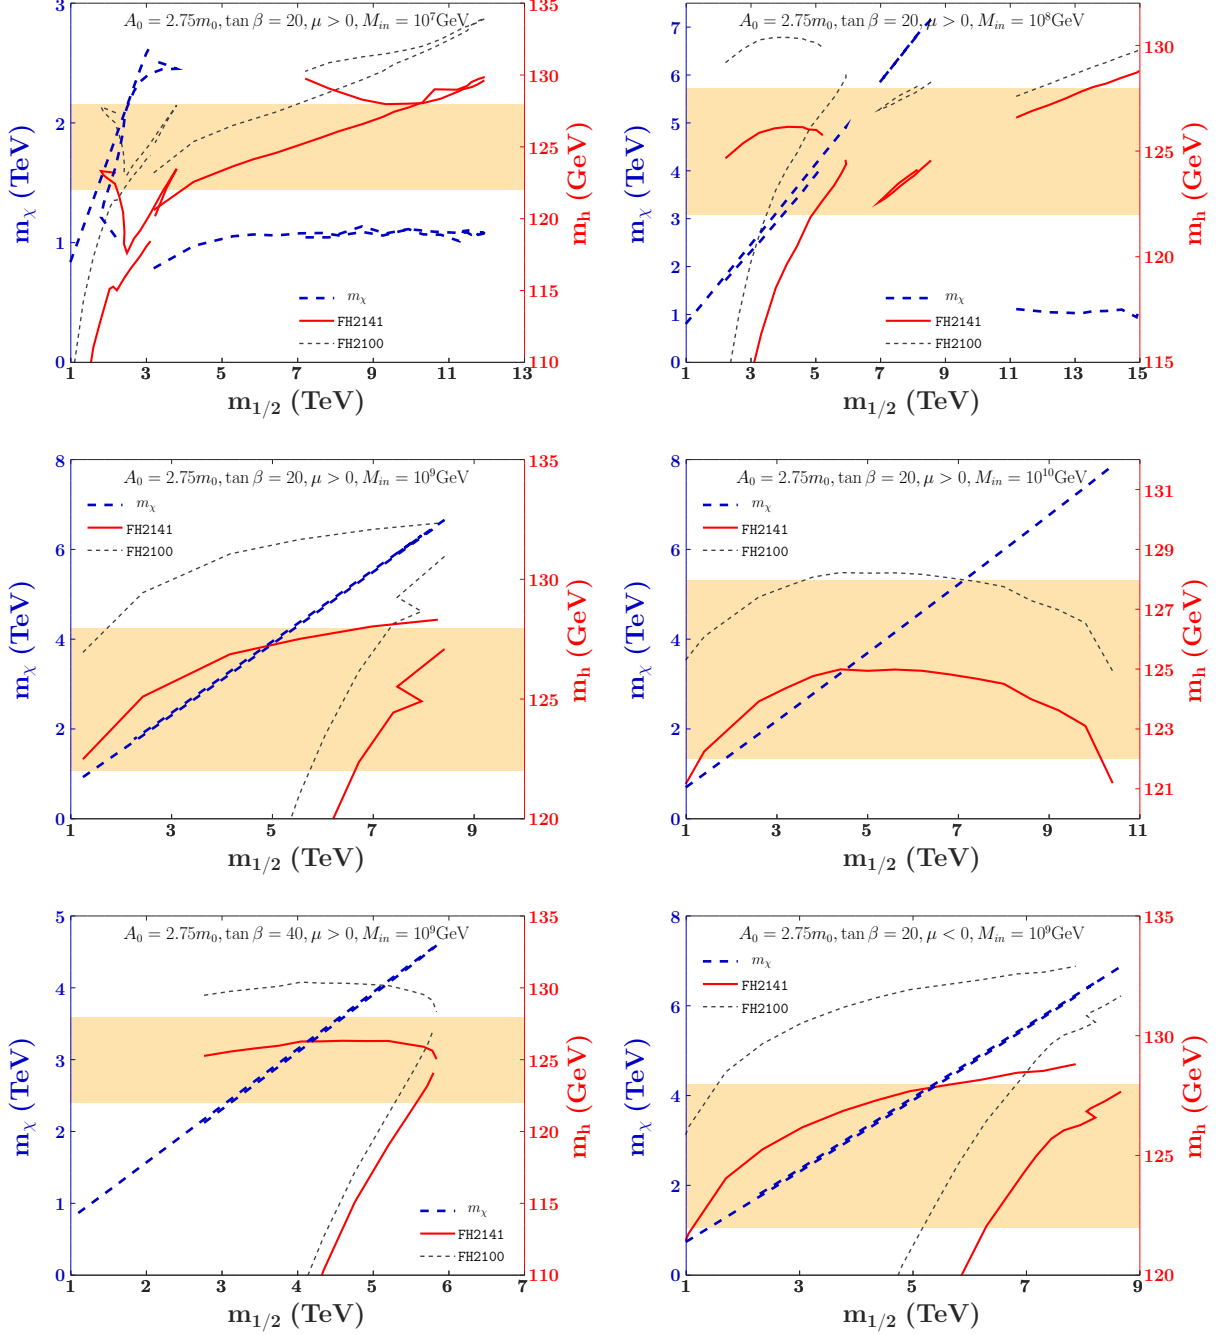 A₀ = 2.75m₀, tan β = 20, μ > 0, M_in = 10⁷GeV
3
2
1
0
m_χ (TeV)
135
130
125
120
115
110
m_h (GeV)
m_χ
FH2141
FH2100
1 3 5 7 9 11 13
m_1/2 (TeV)
A₀ = 2.75m₀, tan β = 20, μ > 0, M_in = 10⁸GeV
7
6
5
4
3
2
1
0
m_χ (TeV)
130
125
120
115
m_h (GeV)
m_χ
FH2141
FH2100
1 3 5 7 9 11 13 15
m_1/2 (TeV)
A₀ = 2.75m₀, tan β = 20, μ > 0, M_in = 10⁹GeV
8
6
4
2
0
m_χ (TeV)
135
130
125
120
m_h (GeV)
m_χ
FH2141
FH2100
1 3 5 7 9
m_1/2 (TeV)
A₀ = 2.75m₀, tan β = 20, μ > 0, M_in = 10¹⁰GeV
8
6
4
2
0
m_χ (TeV)
131
129
127
125
123
121
m_h (GeV)
m_χ
FH2141
FH2100
1 3 5 7 9 11
m_1/2 (TeV)
A₀ = 2.75m₀, tan β = 40, μ > 0, M_in = 10⁹GeV
5
4
3
2
1
0
m_χ (TeV)
135
130
125
120
115
110
m_h (GeV)
m_χ
FH2141
FH2100
1 2 3 4 5 6 7
m_1/2 (TeV)
A₀ = 2.75m₀, tan β = 20, μ < 0, M_in = 10⁹GeV
8
6
4
2
0
m_χ (TeV)
135
130
125
120
m_h (GeV)
m_χ
FH2141
FH2100
1 3 5 7 9
m_1/2 (TeV)